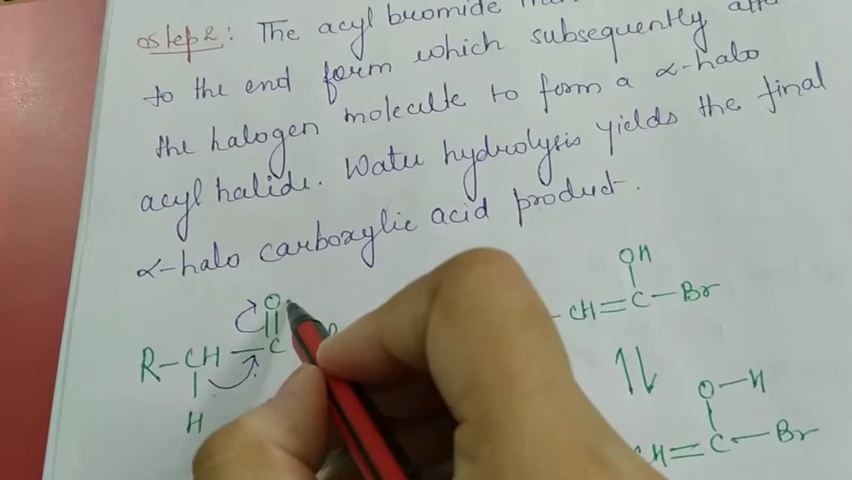 Step 2: The acyl bromide
to the end form which subsequently
the halogen molecule to form a α-halo
acyl halide. Water hydrolysis yields the final
α-halo carboxylic acid product.
OH
O
R-CH-C
CH=C-Br
H
O-H
H=C-Br